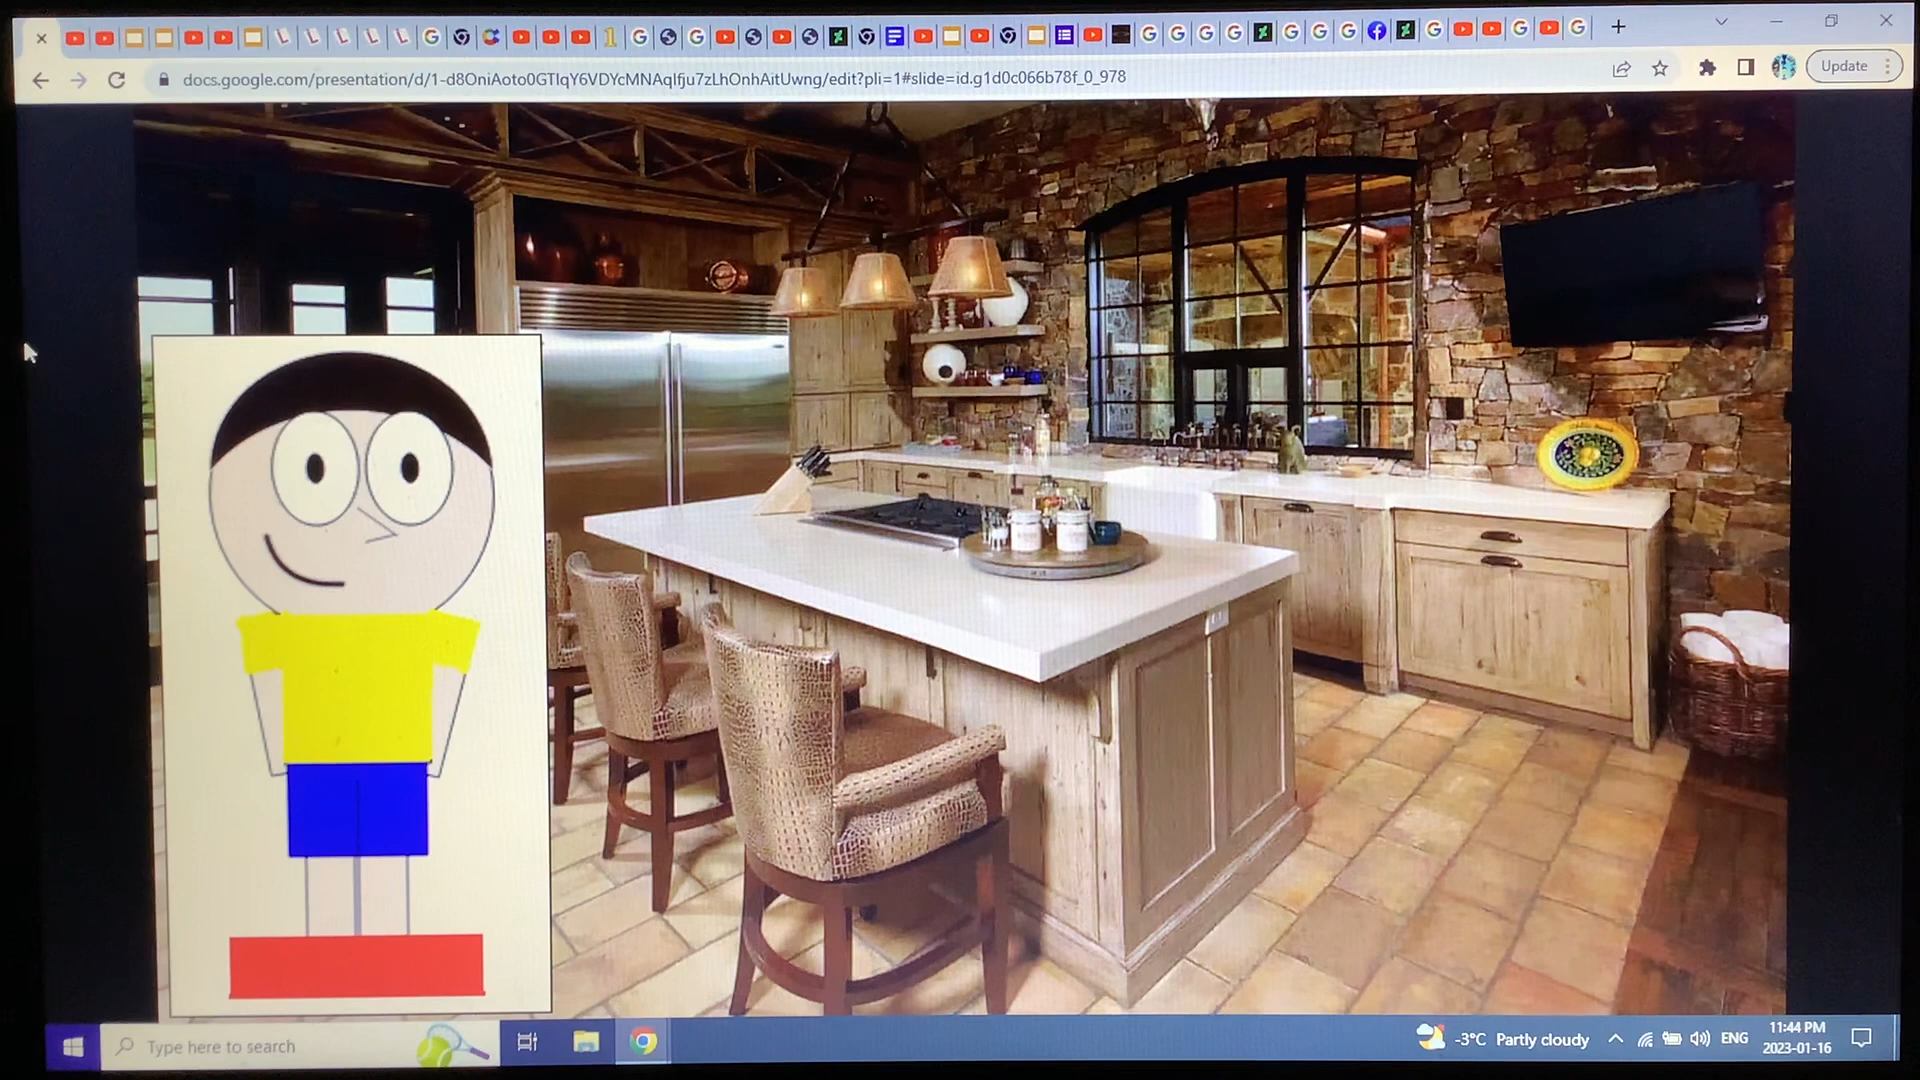 docs.google.com/presentation/d/1-d8OniAoto0GTIqY6VDYcMNAqlfju7zLhOnhAitUwng/edit?pli=1#slide=id.g1d0c066b78f_0_978
Update
Type here to search
-3°C Partly cloudy
ENG
11:44 PM
2023-01-16